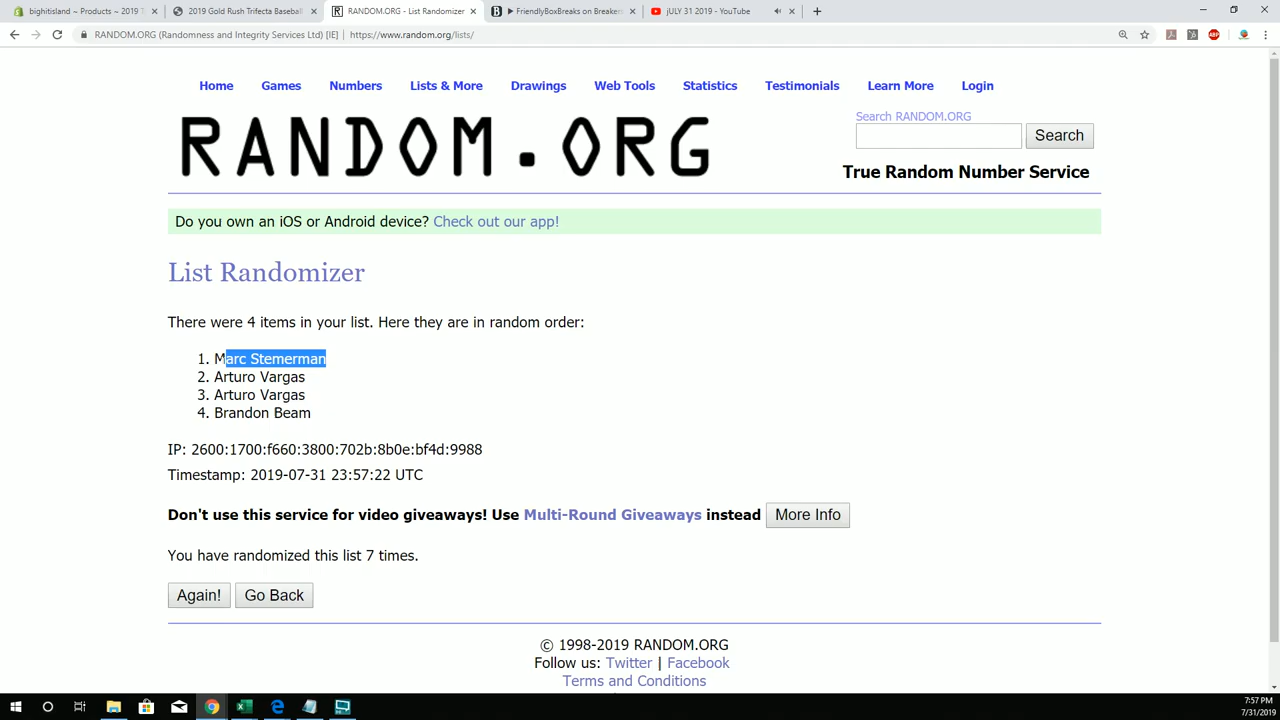 bighitisland ~ Products ~ 2019 T
2019 Gold Rush Trifecta Baseball
RANDOM.ORG - List Randomizer
FriendlyBoxBreaks on Breakers
jULY 31 2019 - YouTube
RANDOM.ORG (Randomness and Integrity Services Ltd) [IE] | https://www.random.org/lists/
Home Games Numbers Lists & More Drawings Web Tools Statistics Testimonials Learn More Login
RANDOM.ORG
Search RANDOM.ORG
Search
True Random Number Service
Do you own an iOS or Android device? Check out our app!
List Randomizer
There were 4 items in your list. Here they are in random order:
1. Marc Stemerman
2. Arturo Vargas
3. Arturo Vargas
4. Brandon Beam
IP: 2600:1700:f660:3800:702b:8b0e:bf4d:9988
Timestamp: 2019-07-31 23:57:22 UTC
Don't use this service for video giveaways! Use Multi-Round Giveaways instead More Info
You have randomized this list 7 times.
Again! Go Back
© 1998-2019 RANDOM.ORG
Follow us: Twitter | Facebook
Terms and Conditions
7:57 PM
7/31/2019